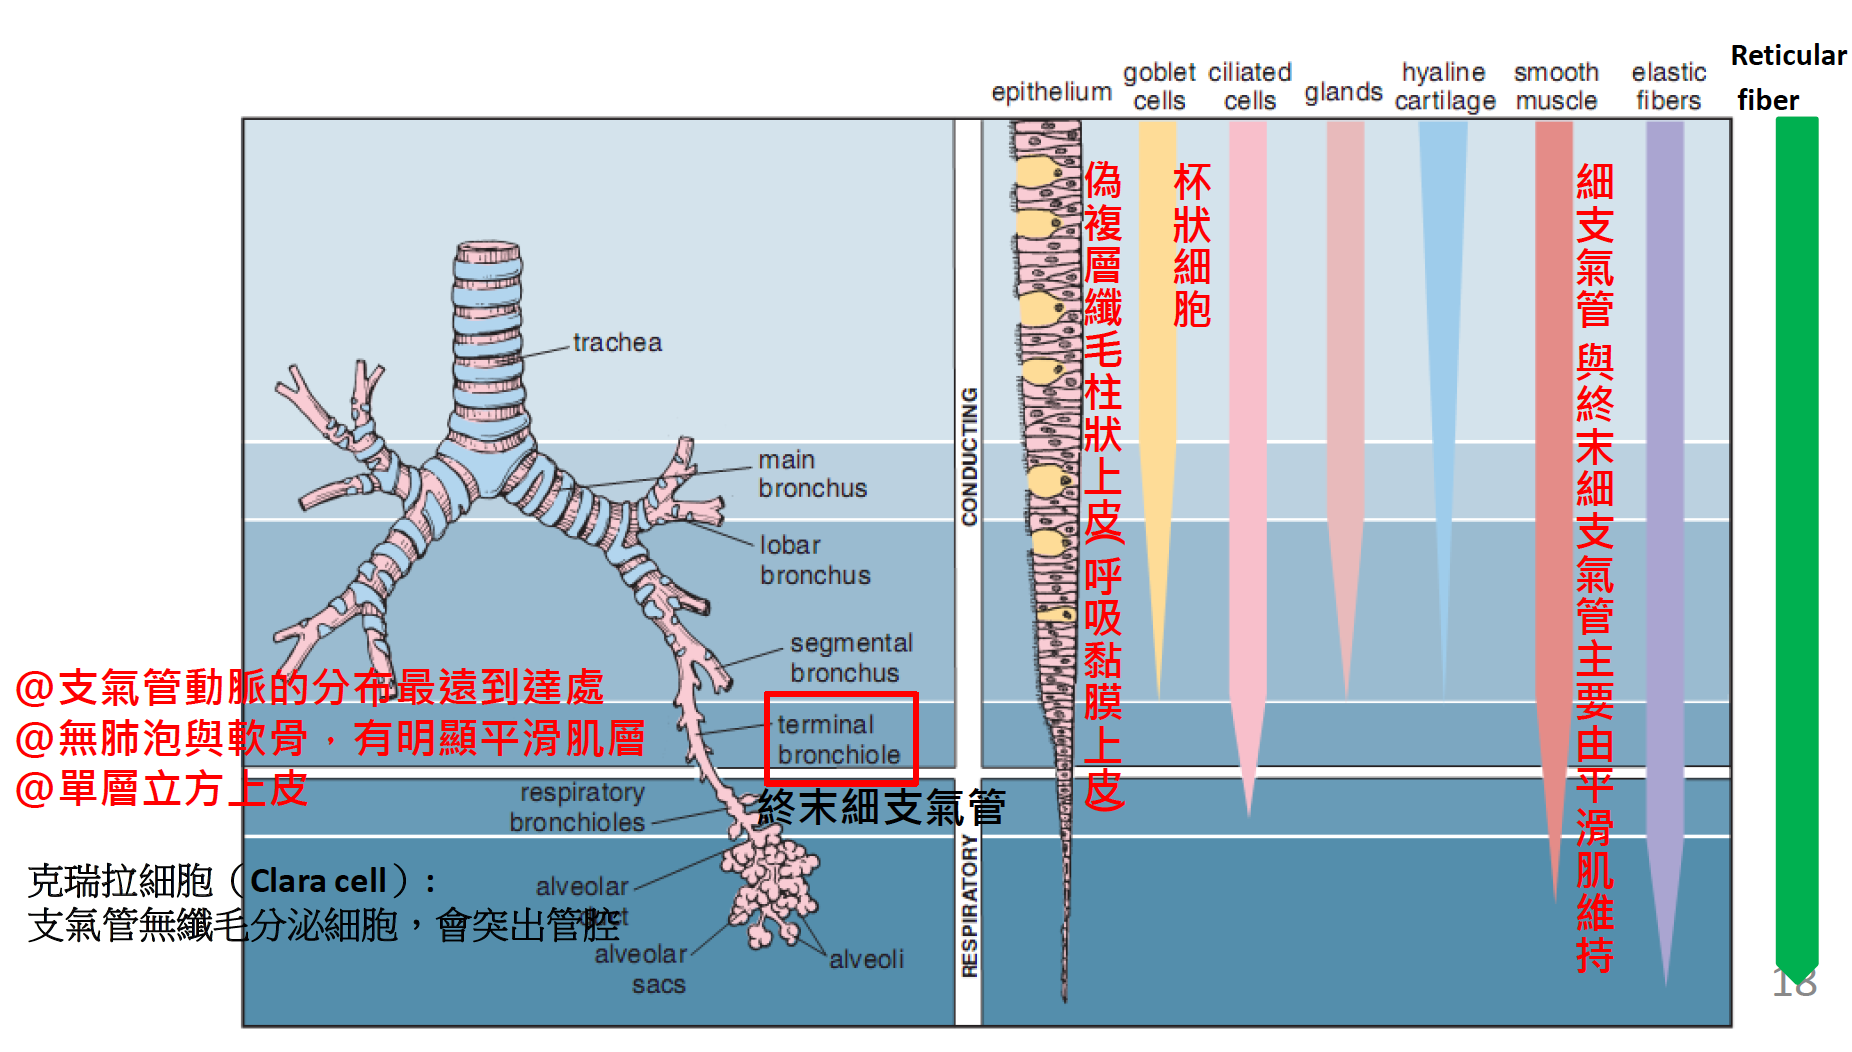 Reticular
fiber
epithelium
goblet
cells
ciliated
cells
glands
hyaline
cartilage
smooth
muscle
elastic
fibers
trachea
main
bronchus
lobar
bronchus
segmental
bronchus
terminal
bronchiole
終末細支氣管
respiratory
bronchioles
alveolar
duct
alveolar
sacs
alveoli
CONDUCTING
RESPIRATORY
偽複層纖毛柱狀上皮(呼吸黏膜上皮)
杯狀細胞
細支氣管 與終末細支氣管主要由平滑肌維持
@支氣管動脈的分布最遠到達處
@無肺泡與軟骨，有明顯平滑肌層
@單層立方上皮
克瑞拉細胞（Clara cell）:
支氣管無纖毛分泌細胞，會突出管腔
18